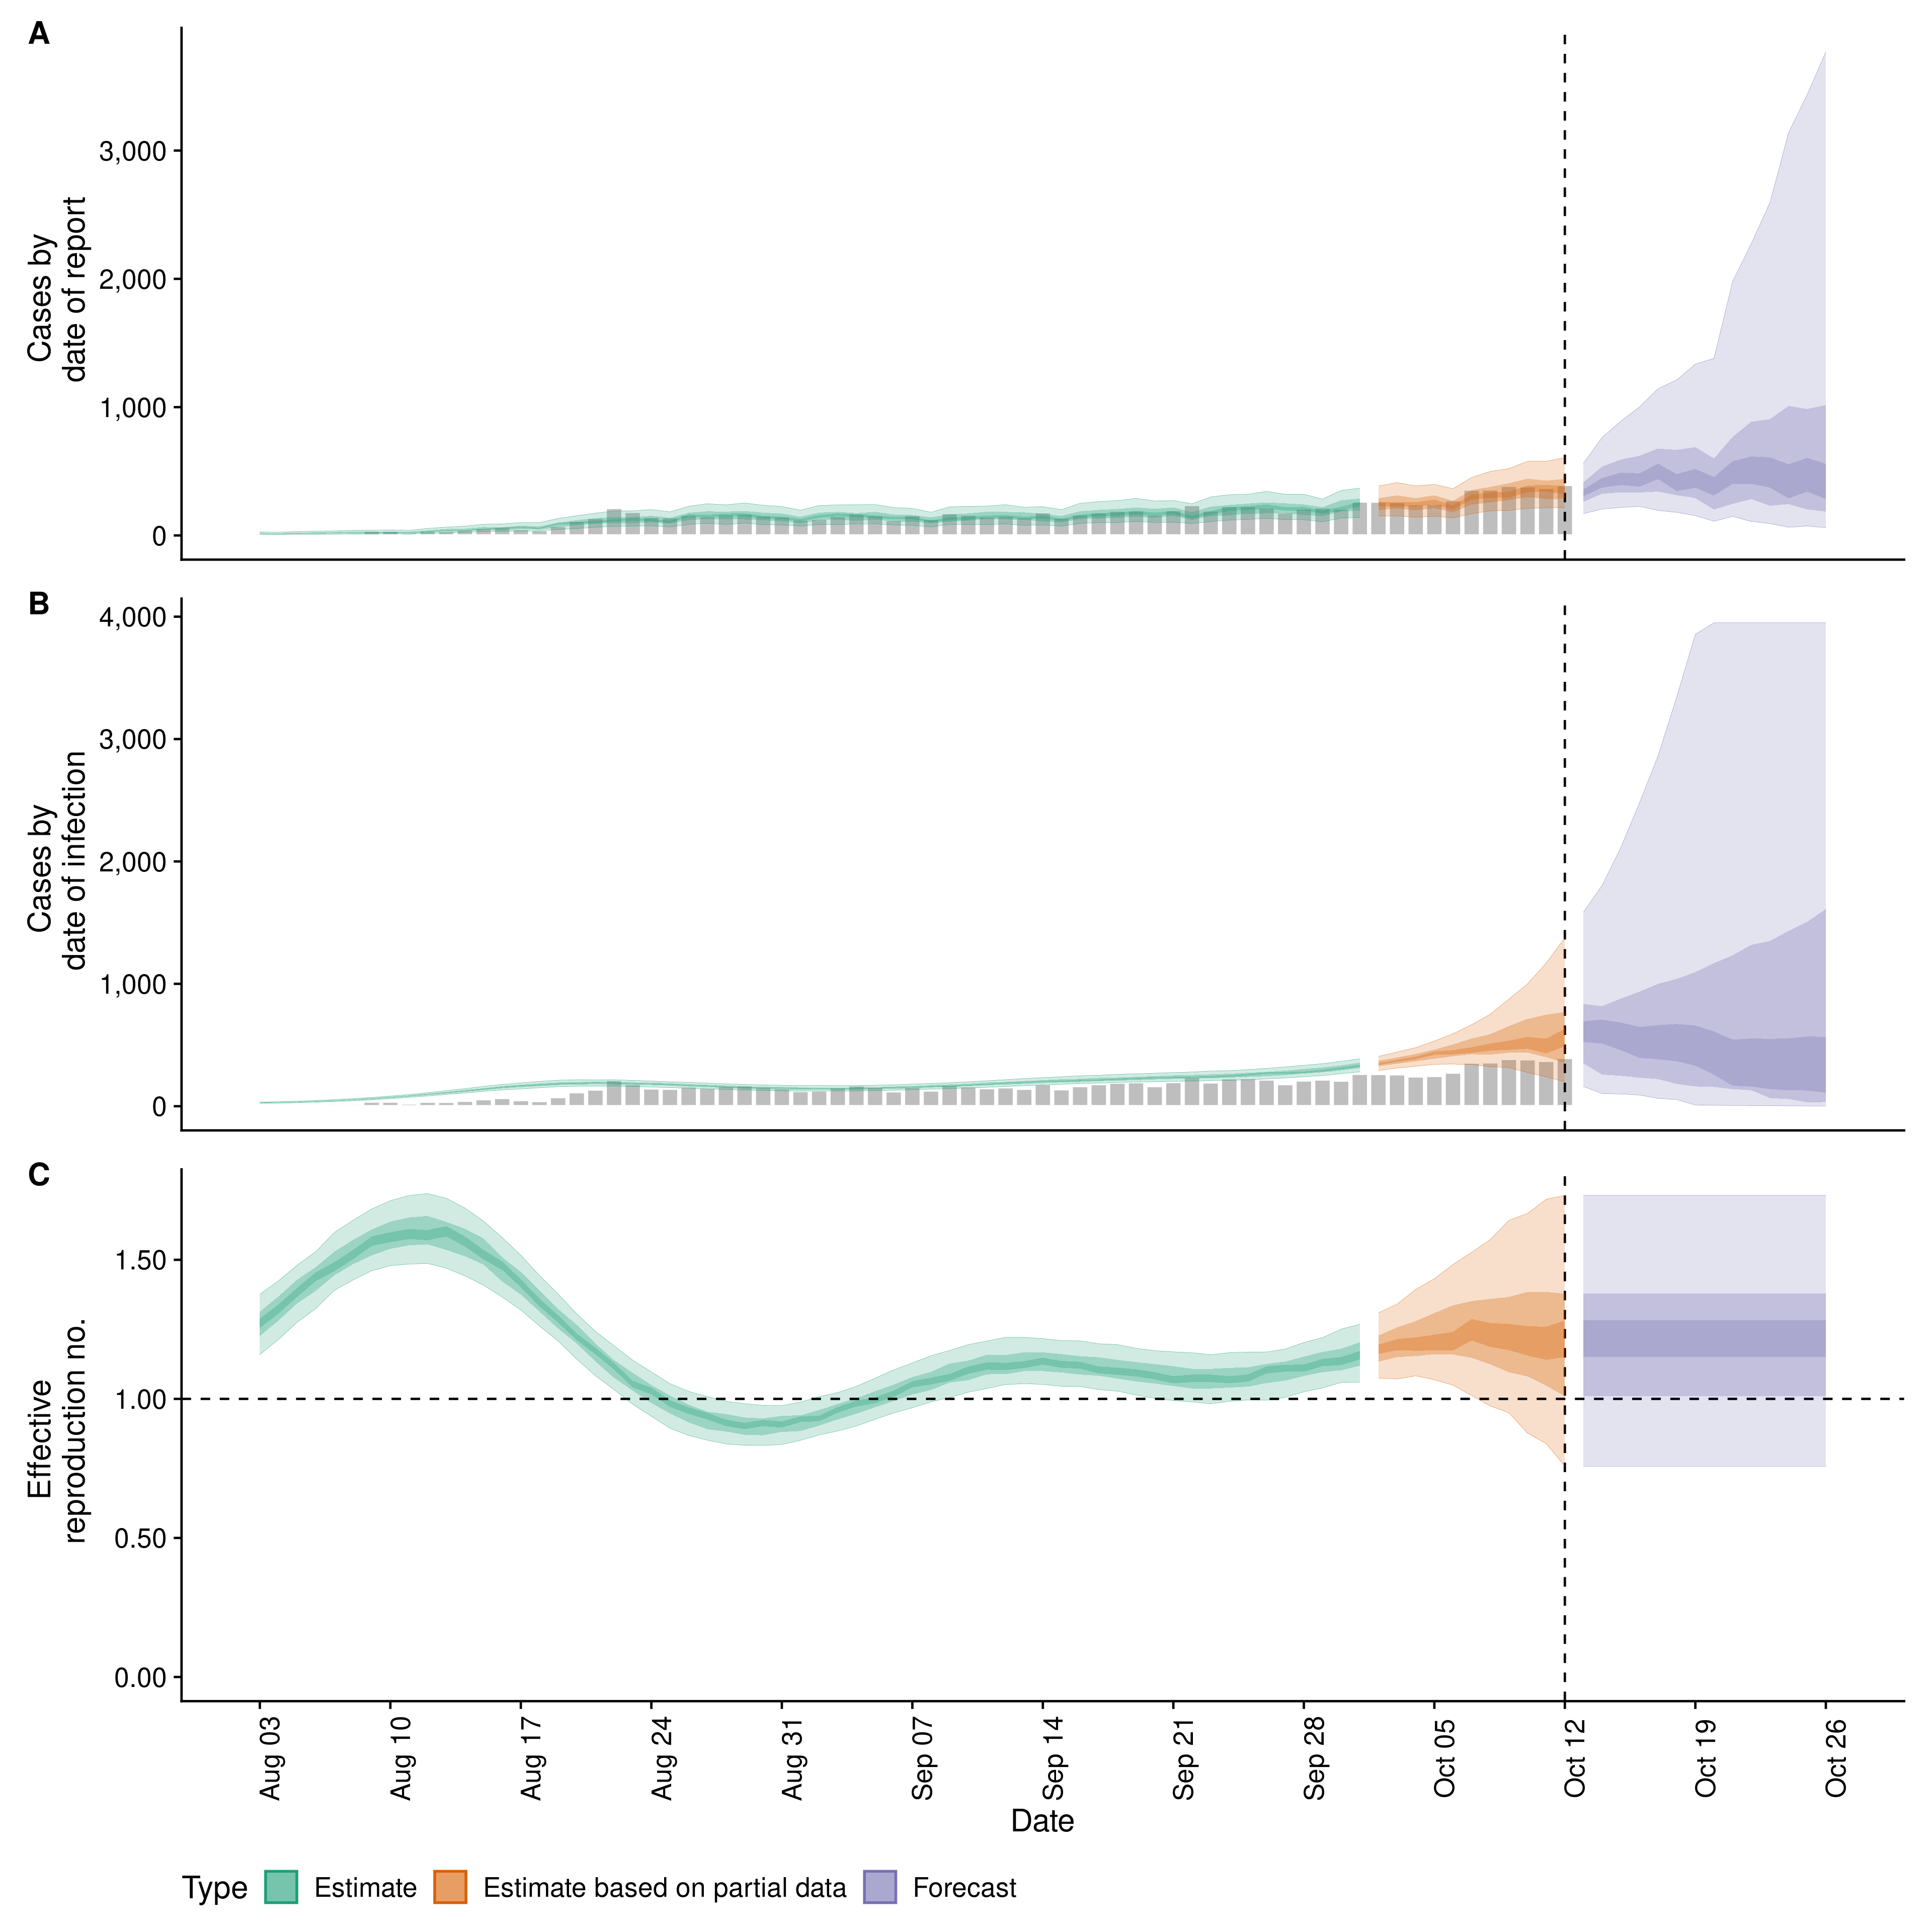 A
3,000
2,000
1,000
0
Cases by
date of report
B
4,000
3,000
2,000
1,000
0
Cases by
date of infection
C
1.50
1.00
0.50
0.00
Effective
reproduction no.
Aug 03
Aug 10
Aug 17
Aug 24
Aug 31
Sep 07
Sep 14
Sep 21
Sep 28
Oct 05
Oct 12
Oct 19
Oct 26
Date
Type Estimate Estimate based on partial data Forecast